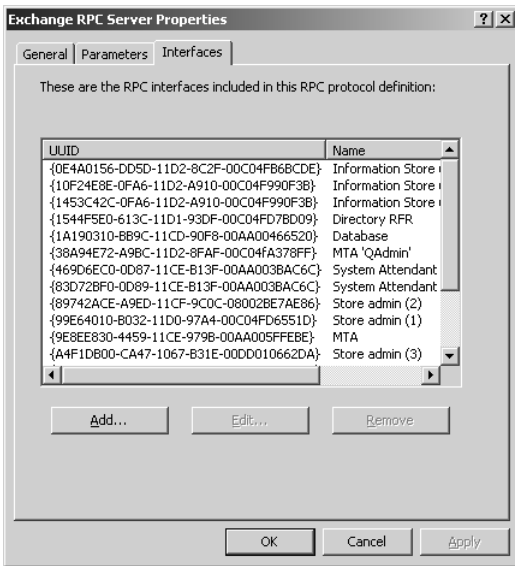 Exchange RPC Server Properties
General Parameters Interfaces
These are the RPC interfaces included in this RPC protocol definition:
UUID Name
{0E4A0156-DD5D-11D2-8C2F-00C04FB6BCDE} Information Store
{10F24E8E-0FA6-11D2-A910-00C04F990F3B} Information Store
{1453C42C-0FA6-11D2-A910-00C04F990F3B} Information Store
{1544F5E0-613C-11D1-93DF-00C04FD7BD09} Directory RFR
{1A190310-BB9C-11CD-90F8-00AA00466520} Database
{38A94E72-A9BC-11D2-8FAF-00C04fA378FF} MTA 'QAdmin'
{469D6EC0-0D87-11CE-B13F-00AA003BAC6C} System Attendant
{83D72BF0-0D89-11CE-B13F-00AA003BAC6C} System Attendant
{89742ACE-A9ED-11CF-9C0C-08002BE7AE86} Store admin (2)
{99E64010-B032-11D0-97A4-00C04FD6551D} Store admin (1)
{9E8EE830-4459-11CE-979B-00AA005FFEBE} MTA
{A4F1DB00-CA47-1067-B31E-00DD010662DA} Store admin (3)
Add... Edit... Remove
OK Cancel Apply